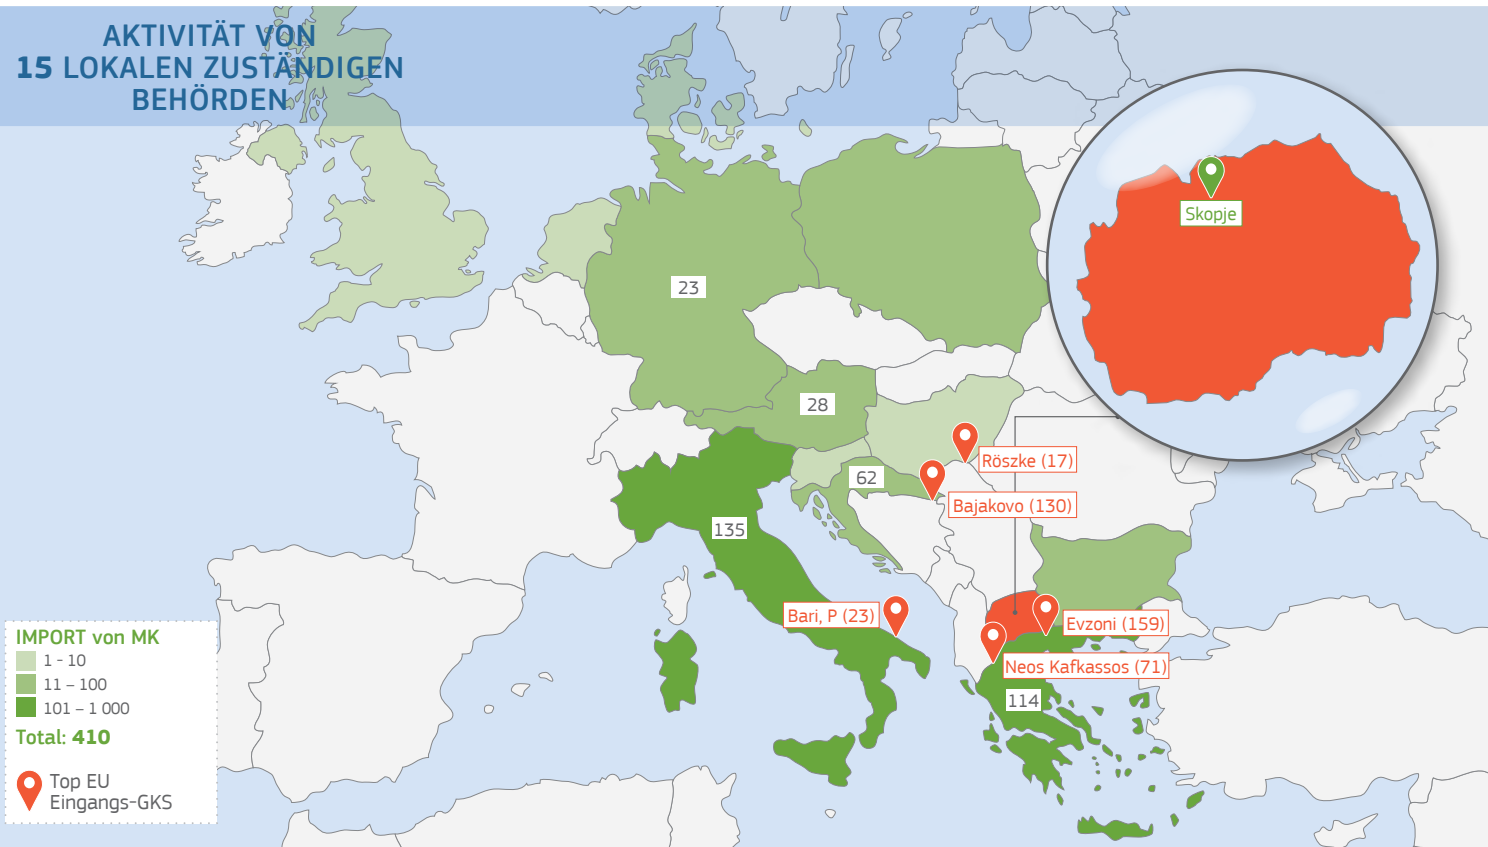 AKTIVITÄT VON
15 LOKALEN ZUSTÄNDIGEN
BEHÖRDEN
Skopje
23
28
Röszke (17)
62
Bajakovo (130)
135
Bari, P (23)
Evzoni (159)
Neos Kafkassos (71)
114
IMPORT von MK
1 - 10
11 – 100
101 – 1 000
Total: 410
Top EU
Eingangs-GKS